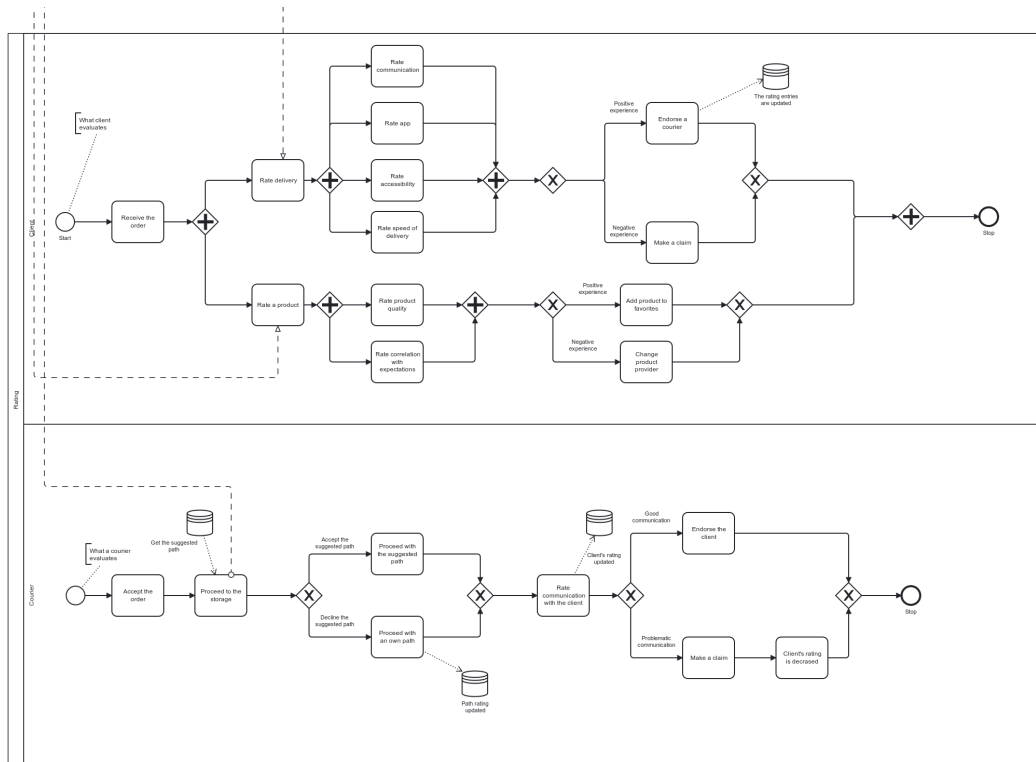 Rating
Client
What client
evaluates
Start
Receive the
order
Rate delivery
Rate
communication
Rate app
Rate
accessibility
Rate speed of
delivery
Positive
experience
Endorse a
courier
The rating entries
are updated
Negative
experience
Make a claim
Rate a product
Rate product
quality
Rate correlation
with
expectations
Positive
experience
Add product to
favorites
Negative
experience
Change
product
provider
Stop
Courier
What a courier
evaluates
Accept the
order
Get the suggested
path
Proceed to the
storage
Accept the
suggested path
Proceed with
the suggested
path
Decline the
suggested path
Proceed with
an own path
Path rating
updated
Rate
communication
with the client
Client's rating
updated
Good
communication
Endorse the
client
Problematic
communication
Make a claim
Client's rating
is decrased
Stop